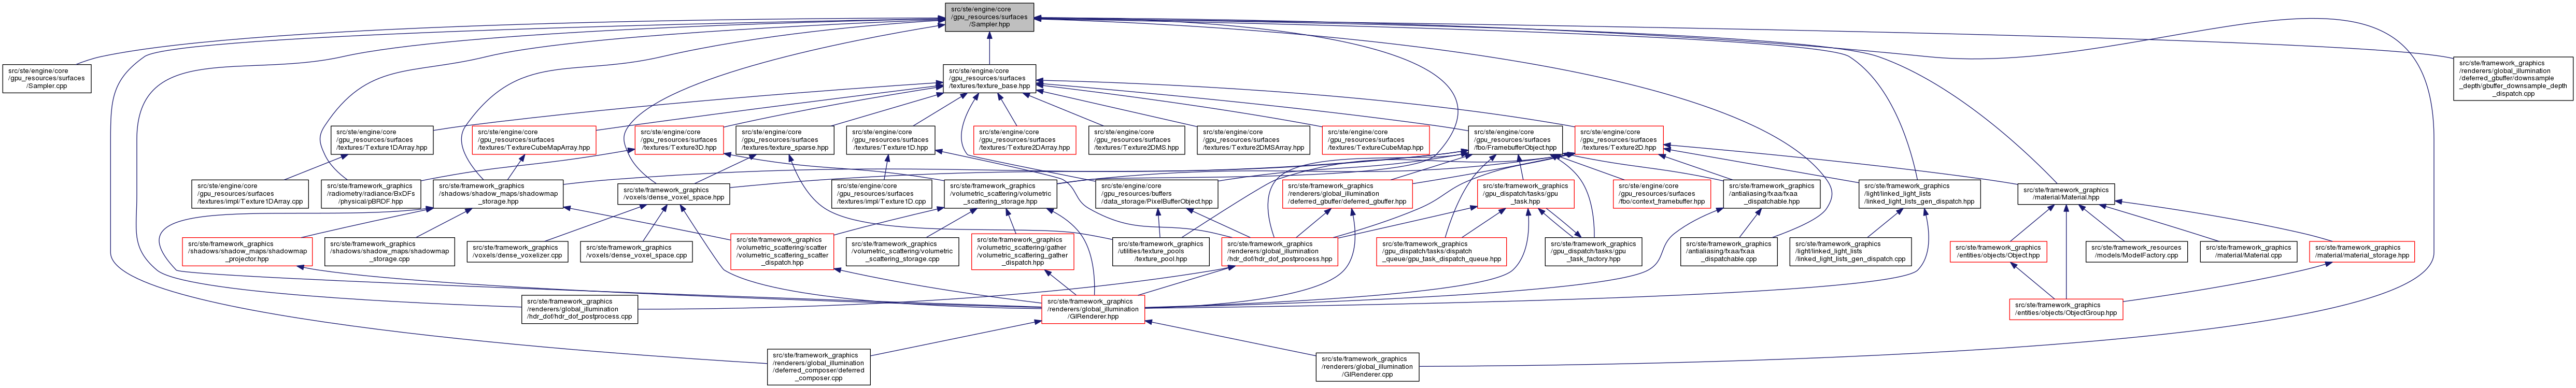 src/ste/engine/core
/gpu_resources/surfaces
/Sampler.hpp
src/ste/engine/core
/gpu_resources/surfaces
/Sampler.cpp
src/ste/engine/core
/gpu_resources/surfaces
/textures/texture_base.hpp
src/ste/framework_graphics
/renderers/global_illumination
/deferred_gbuffer/downsample
_depth/gbuffer_downsample_depth
_dispatch.cpp
src/ste/engine/core
/gpu_resources/surfaces
/textures/Texture1DArray.hpp
src/ste/engine/core
/gpu_resources/surfaces
/textures/TextureCubeMapArray.hpp
src/ste/engine/core
/gpu_resources/surfaces
/textures/Texture3D.hpp
src/ste/engine/core
/gpu_resources/surfaces
/textures/texture_sparse.hpp
src/ste/engine/core
/gpu_resources/surfaces
/textures/Texture1D.hpp
src/ste/engine/core
/gpu_resources/surfaces
/textures/Texture2DArray.hpp
src/ste/engine/core
/gpu_resources/surfaces
/textures/Texture2DMS.hpp
src/ste/engine/core
/gpu_resources/surfaces
/textures/Texture2DMSArray.hpp
src/ste/engine/core
/gpu_resources/surfaces
/textures/TextureCubeMap.hpp
src/ste/engine/core
/gpu_resources/surfaces
/fbo/FramebufferObject.hpp
src/ste/engine/core
/gpu_resources/surfaces
/textures/Texture2D.hpp
src/ste/engine/core
/gpu_resources/surfaces
/textures/impl/Texture1DArray.cpp
src/ste/framework_graphics
/radiometry/radiance/BxDFs
/physical/pBRDF.hpp
src/ste/framework_graphics
/shadows/shadow_maps/shadowmap
_storage.hpp
src/ste/framework_graphics
/voxels/dense_voxel_space.hpp
src/ste/engine/core
/gpu_resources/surfaces
/textures/impl/Texture1D.cpp
src/ste/framework_graphics
/volumetric_scattering/volumetric
_scattering_storage.hpp
src/ste/engine/core
/gpu_resources/buffers
/data_storage/PixelBufferObject.hpp
src/ste/framework_graphics
/renderers/global_illumination
/deferred_gbuffer/deferred_gbuffer.hpp
src/ste/framework_graphics
/gpu_dispatch/tasks/gpu
_task.hpp
src/ste/engine/core
/gpu_resources/surfaces
/fbo/context_framebuffer.hpp
src/ste/framework_graphics
/antialiasing/fxaa/fxaa
_dispatchable.hpp
src/ste/framework_graphics
/light/linked_light_lists
/linked_light_lists_gen_dispatch.hpp
src/ste/framework_graphics
/material/Material.hpp
src/ste/framework_graphics
/shadows/shadow_maps/shadowmap
_projector.hpp
src/ste/framework_graphics
/shadows/shadow_maps/shadowmap
_storage.cpp
src/ste/framework_graphics
/voxels/dense_voxelizer.cpp
src/ste/framework_graphics
/voxels/dense_voxel_space.cpp
src/ste/framework_graphics
/volumetric_scattering/scatter
/volumetric_scattering_scatter
_dispatch.hpp
src/ste/framework_graphics
/volumetric_scattering/volumetric
_scattering_storage.cpp
src/ste/framework_graphics
/volumetric_scattering/gather
/volumetric_scattering_gather
_dispatch.hpp
src/ste/engine/core
/utilities/texture_pools
/texture_pool.hpp
src/ste/framework_graphics
/renderers/global_illumination
/hdr_dof/hdr_dof_postprocess.hpp
src/ste/framework_graphics
/gpu_dispatch/tasks/dispatch
_queue/gpu_task_dispatch_queue.hpp
src/ste/framework_graphics
/gpu_dispatch/tasks/gpu
_task_factory.hpp
src/ste/framework_graphics
/antialiasing/fxaa/fxaa
_dispatchable.cpp
src/ste/framework_graphics
/light/linked_light_lists
/linked_light_lists_gen_dispatch.cpp
src/ste/framework_graphics
/entities/objects/Object.hpp
src/ste/framework_resources
/models/ModelFactory.cpp
src/ste/framework_graphics
/material/Material.cpp
src/ste/framework_graphics
/material/material_storage.hpp
src/ste/framework_graphics
/renderers/global_illumination
/hdr_dof/hdr_dof_postprocess.cpp
src/ste/framework_graphics
/renderers/global_illumination
/GIRenderer.hpp
src/ste/framework_graphics
/entities/objects/ObjectGroup.hpp
src/ste/framework_graphics
/renderers/global_illumination
/deferred_composer/deferred
_composer.cpp
src/ste/framework_graphics
/renderers/global_illumination
/GIRenderer.cpp